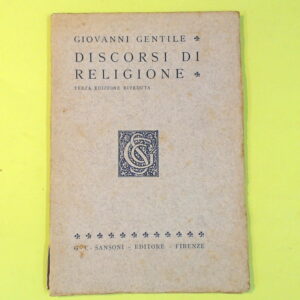 GIOVANNI GENTILE
DISCORSI DI
RELIGIONE
TERZA EDIZIONE RIVEDUTA
G. C. SANSONI - EDITORE - FIRENZE